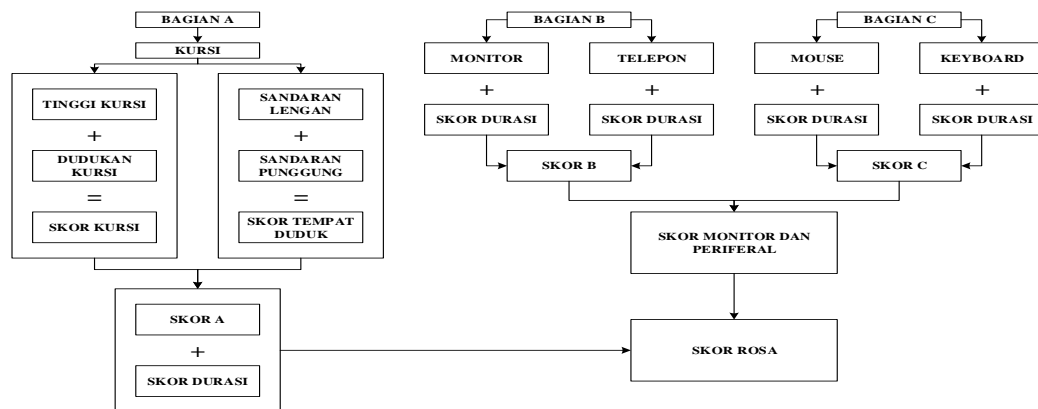 BAGIAN A
KURSI
TINGGI KURSI
+
DUDUKAN
KURSI
=
SKOR KURSI
SANDARAN
LENGAN
+
SANDARAN
PUNGGUNG
=
SKOR TEMPAT
DUDUK
SKOR A
+
SKOR DURASI
BAGIAN B
MONITOR
+
SKOR DURASI
TELEPON
+
SKOR DURASI
SKOR B
BAGIAN C
MOUSE
+
SKOR DURASI
KEYBOARD
+
SKOR DURASI
SKOR C
SKOR MONITOR DAN
PERIFERAL
SKOR ROSA